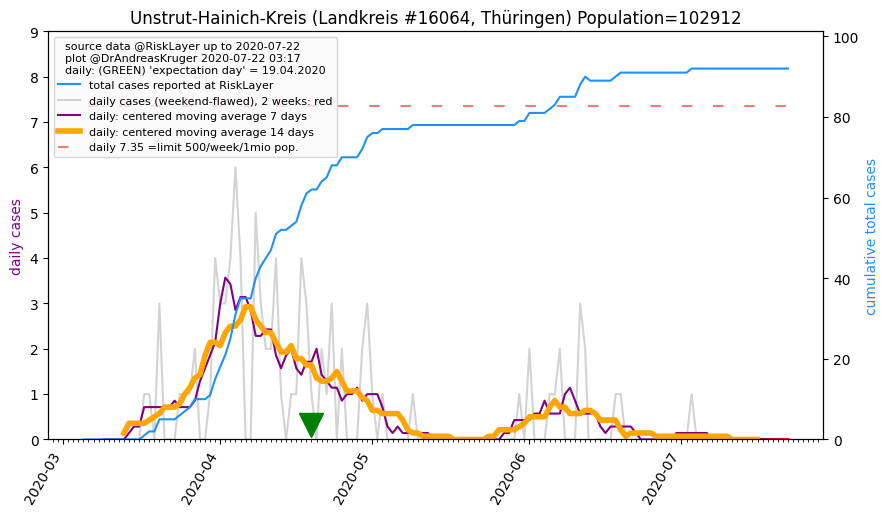 Unstrut-Hainich-Kreis (Landkreis #16064, Thüringen) Population=102912
source data @RiskLayer up to 2020-07-22
plot @DrAndreasKruger 2020-07-22 03:17
daily: (GREEN) 'expectation day' = 19.04.2020
total cases reported at RiskLayer
daily cases (weekend-flawed), 2 weeks: red
daily: centered moving average 7 days
daily: centered moving average 14 days
daily 7.35 =limit 500/week/1mio pop.
daily cases
9
8
7
6
5
4
3
2
1
0
cumulative total cases
100
80
60
40
20
0
2020-03
2020-04
2020-05
2020-06
2020-07